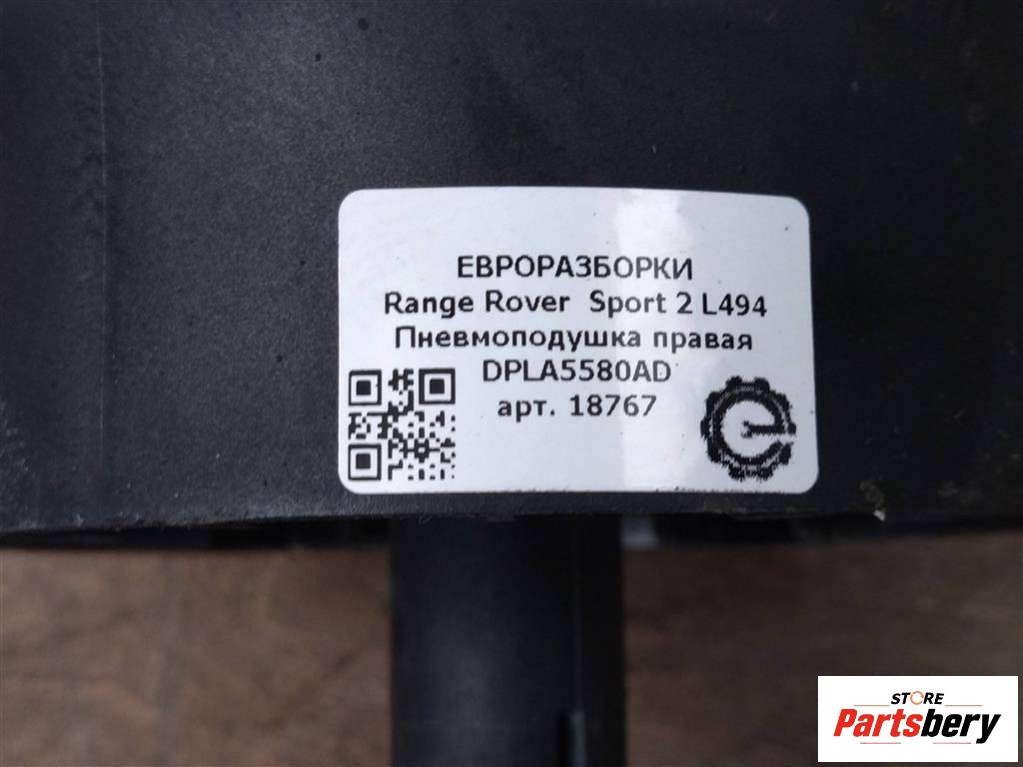 ЕВРОРАЗБОРКИ
Range Rover Sport 2 L494
Пневмоподушка правая
DPLA5580AD
арт. 18767
STORE
Partsbery